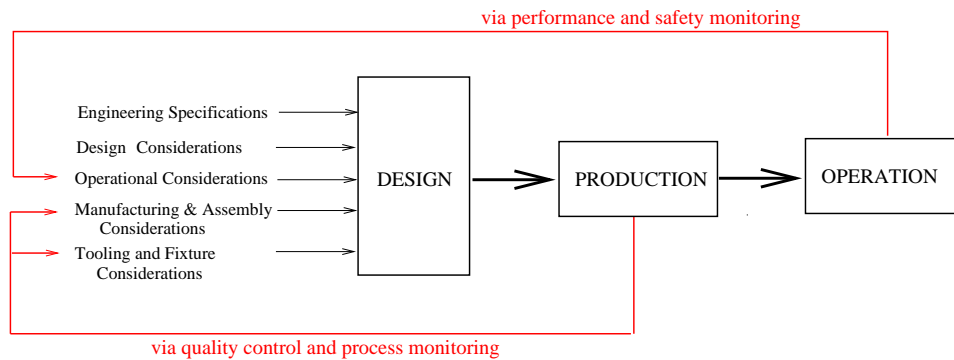 via performance and safety monitoring
Engineering Specifications
Design Considerations
Operational Considerations
Manufacturing & Assembly
Considerations
Tooling and Fixture
Considerations
DESIGN
PRODUCTION
OPERATION
via quality control and process monitoring